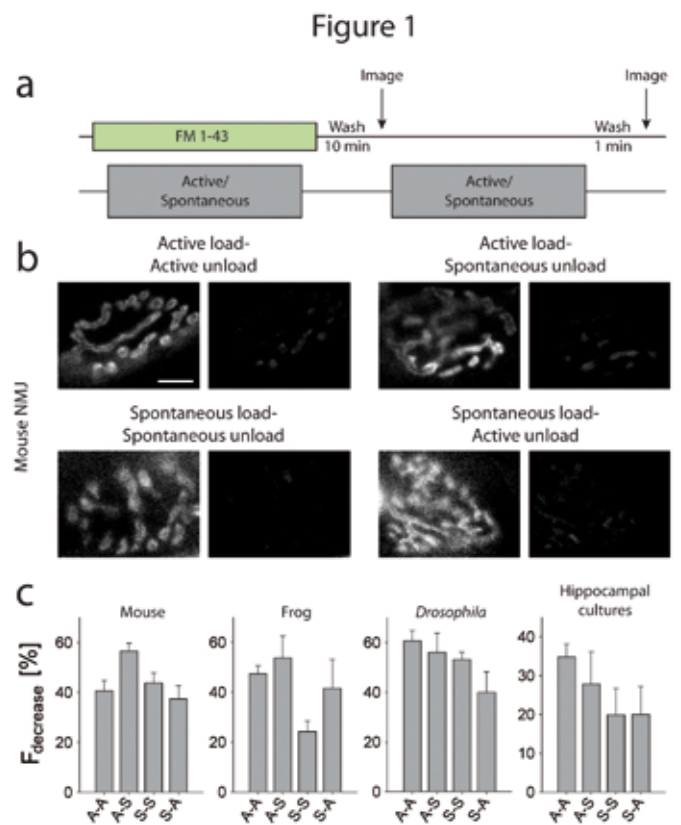 Figure 1
a
Image
Image
FM 1-43
Wash
10 min
Wash
1 min
Active/
Spontaneous
Active/
Spontaneous
b
Mouse NMJ
Active load-
Active unload
Active load-
Spontaneous unload
Spontaneous load-
Spontaneous unload
Spontaneous load-
Active unload
c
Fdecrease [%]
Mouse
60
40
20
0
A-A
A-S
S-S
S-A
Frog
60
40
20
0
A-A
A-S
S-S
S-A
Drosophila
60
40
20
0
A-A
A-S
S-S
S-A
Hippocampal
cultures
40
30
20
10
0
A-A
A-S
S-S
S-A